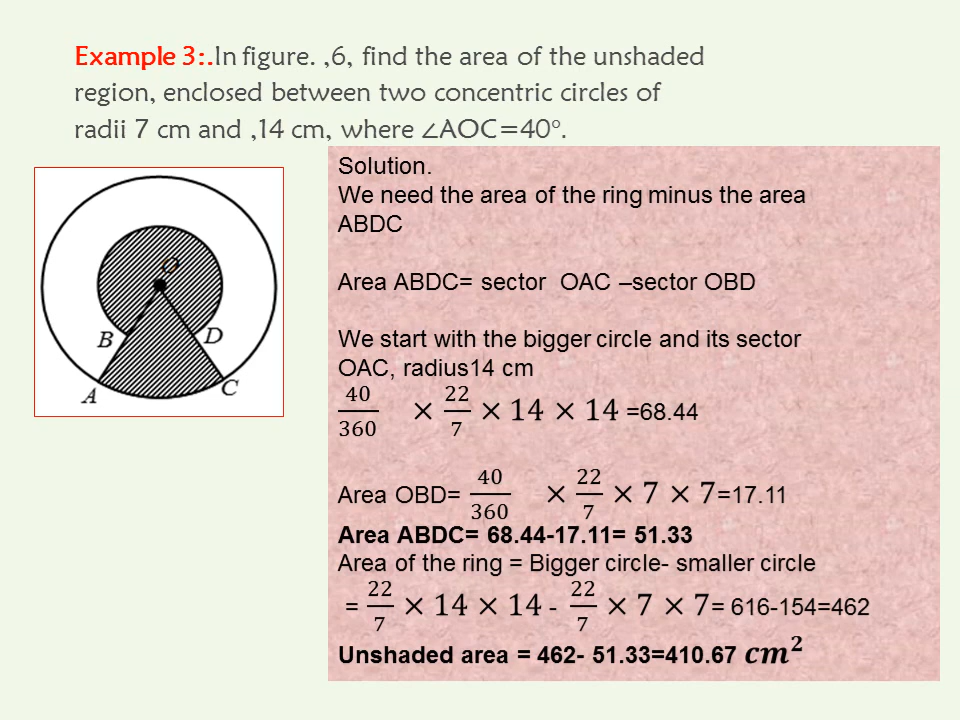 Example 3:.In figure. ,6, find the area of the unshaded
region, enclosed between two concentric circles of
radii 7 cm and ,14 cm, where ∠AOC=40°.
O
B
D
A
C
Solution.
We need the area of the ring minus the area
ABDC
Area ABDC= sector OAC –sector OBD
We start with the bigger circle and its sector
OAC, radius14 cm
40/360 × 22/7 × 14 × 14 =68.44
Area OBD= 40/360 × 22/7 × 7 × 7=17.11
Area ABDC= 68.44-17.11= 51.33
Area of the ring = Bigger circle- smaller circle
= 22/7 × 14 × 14 - 22/7 × 7 × 7= 616-154=462
Unshaded area = 462- 51.33=410.67 cm²